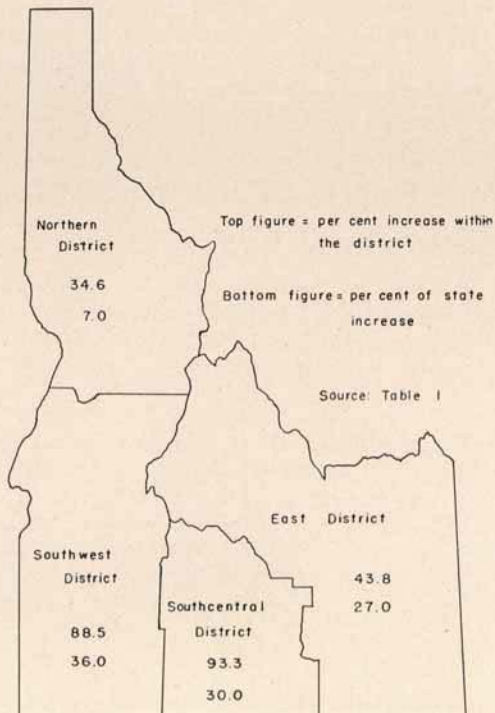 Northern
District
34.6
7.0
Top figure = per cent increase within
the district
Bottom figure = per cent of state
increase
Source: Table I
East District
43.8
27.0
Southwest
District
88.5
36.0
Southcentral
District
93.3
30.0